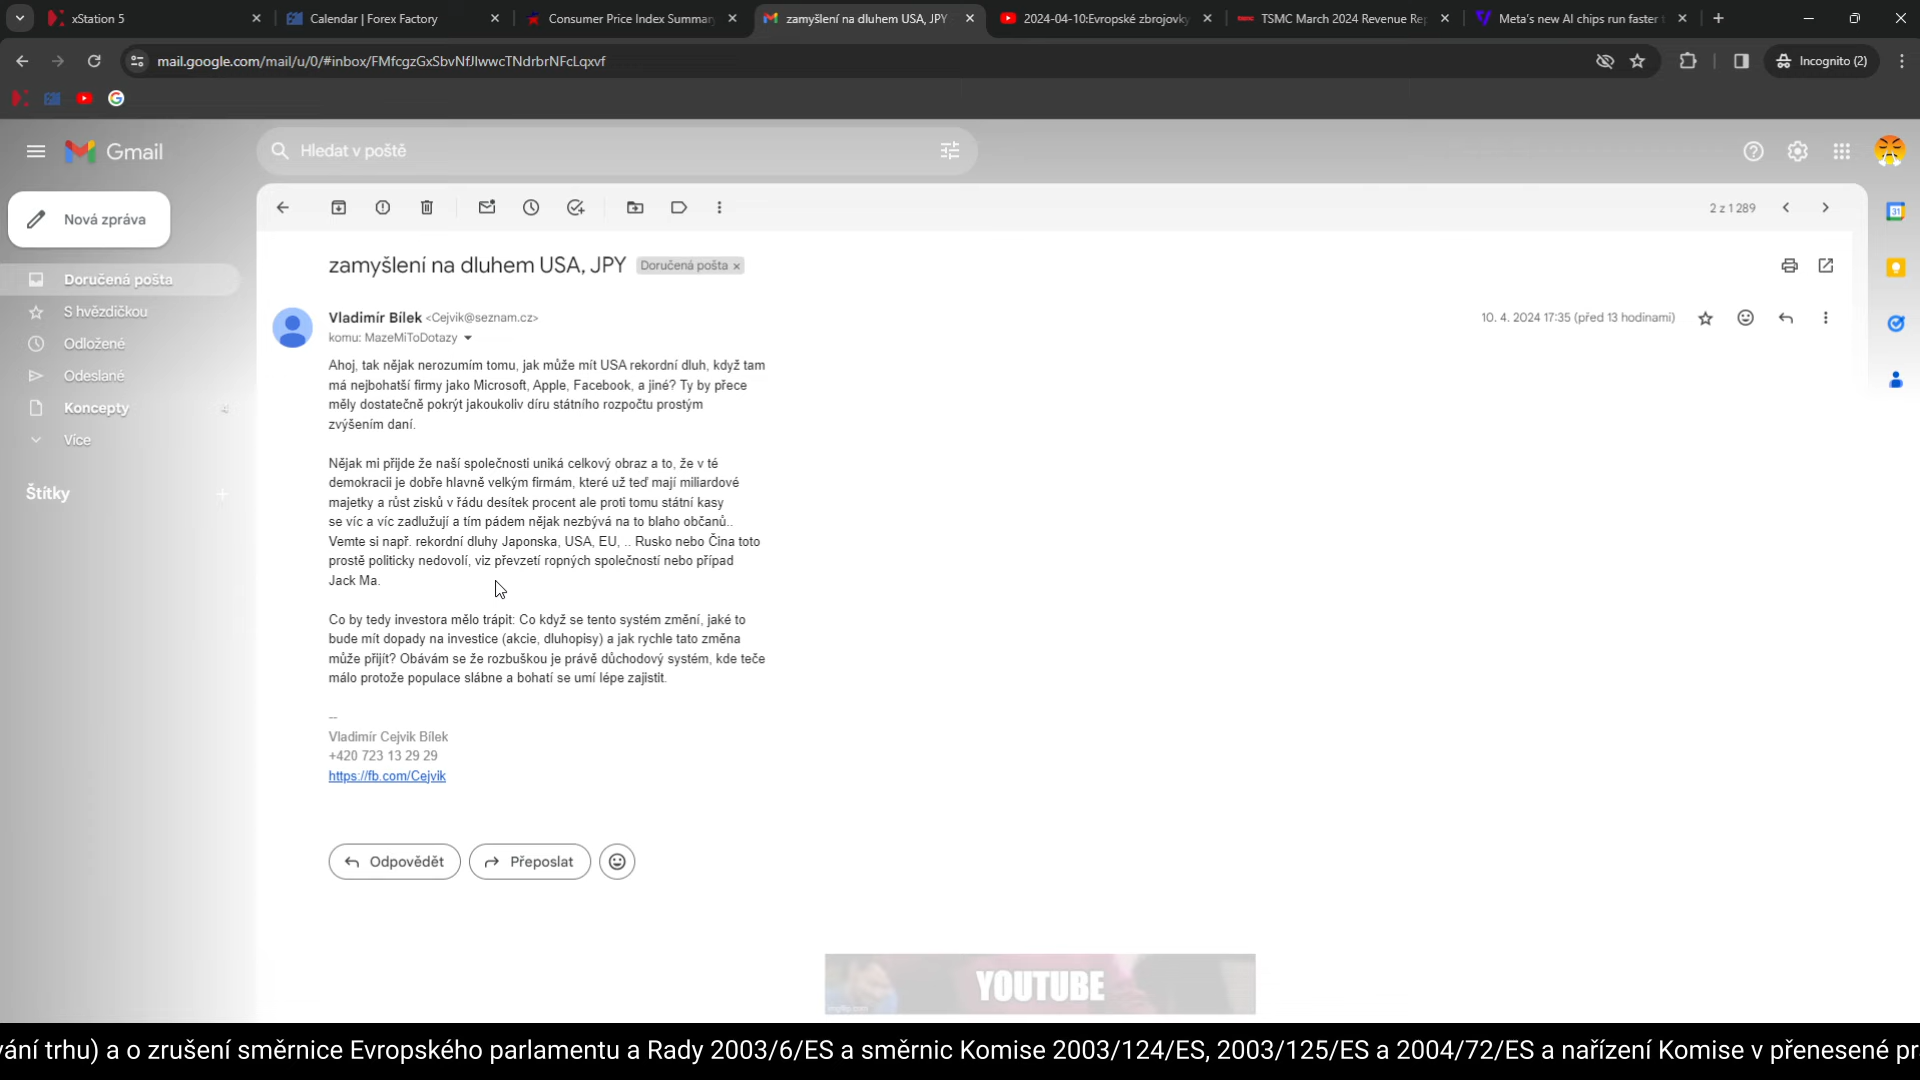 xStation 5
Calendar | Forex Factory
Consumer Price Index Summar
zamyšlení na dluhem USA, JPY
2024-04-10:Evropské zbrojovky
TSMC March 2024 Revenue Re
Meta's new AI chips run faster t
mail.google.com/mail/u/0/#inbox/FMfcgzGxSbvNfJlwwcTNdrbrNFcLqxvf
Incognito (2)
Gmail
Hledat v poště
Nová zpráva
2 z 1 289
zamyšlení na dluhem USA, JPY
Doručená pošta ×
Doručená pošta
S hvězdičkou
Odložené
Odeslané
Koncepty
Více
Štítky
Vladimír Bílek <Cejvik@seznam.cz>
10. 4. 2024 17:35 (před 13 hodinami)
komu: MazeMiToDotazy
Ahoj, tak nějak nerozumím tomu, jak může mít USA rekordní dluh, když tam
má nejbohatší firmy jako Microsoft, Apple, Facebook, a jiné? Ty by přece
měly dostatečně pokrýt jakoukoliv díru státního rozpočtu prostým
zvýšením daní.
Nějak mi přijde že naší společnosti uniká celkový obraz a to, že v té
demokracii je dobře hlavně velkým firmám, které už teď mají miliardové
majetky a růst zisků v řádu desítek procent ale proti tomu státní kasy
se víc a víc zadlužují a tím pádem nějak nezbývá na to blaho občanů..
Vemte si např. rekordní dluhy Japonska, USA, EU, .. Rusko nebo Čína toto
prostě politicky nedovolí, viz převzetí ropných společností nebo případ
Jack Ma.
Co by tedy investora mělo trápit: Co když se tento systém změní, jaké to
bude mít dopady na investice (akcie, dluhopisy) a jak rychle tato změna
může přijít? Obávám se že rozbuškou je právě důchodový systém, kde teče
málo protože populace slábne a bohatí se umí lépe zajistit.
--
Vladimír Cejvik Bílek
+420 723 13 29 29
https://fb.com/Cejvik
Odpovědět
Přeposlat
YOUTUBE
vání trhu) a o zrušení směrnice Evropského parlamentu a Rady 2003/6/ES a směrnic Komise 2003/124/ES, 2003/125/ES a 2004/72/ES a nařízení Komise v přenesené pr